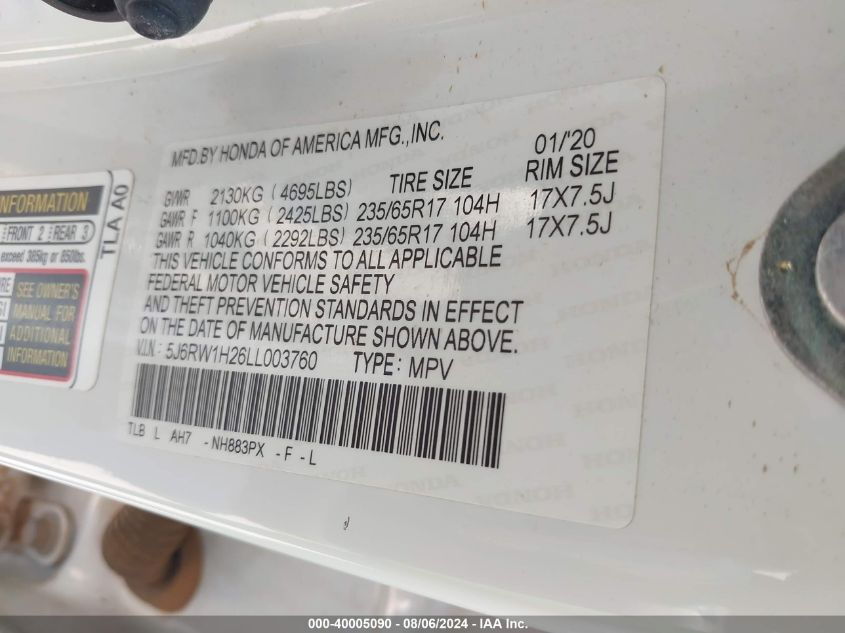 MFD.BY HONDA OF AMERICA MFG.,INC. 01/'20
GVWR 2130KG (4695LBS) TIRE SIZE RIM SIZE
GAWR F 1100KG (2425LBS) 235/65R17 104H 17X7.5J
GAWR R 1040KG (2292LBS) 235/65R17 104H 17X7.5J
THIS VEHICLE CONFORMS TO ALL APPLICABLE
FEDERAL MOTOR VEHICLE SAFETY
AND THEFT PREVENTION STANDARDS IN EFFECT
ON THE DATE OF MANUFACTURE SHOWN ABOVE.
V.I.N: 5J6RW1H26LL003760 TYPE: MPV
TLB L AH7 -NH883PX -F -L
INFORMATION
FRONT 2 REAR 3
exceed 385kg or 850lbs.
SEE OWNER'S
MANUAL FOR
ADDITIONAL
INFORMATION
TLA A0
000-40005090 - 08/06/2024 - IAA Inc.